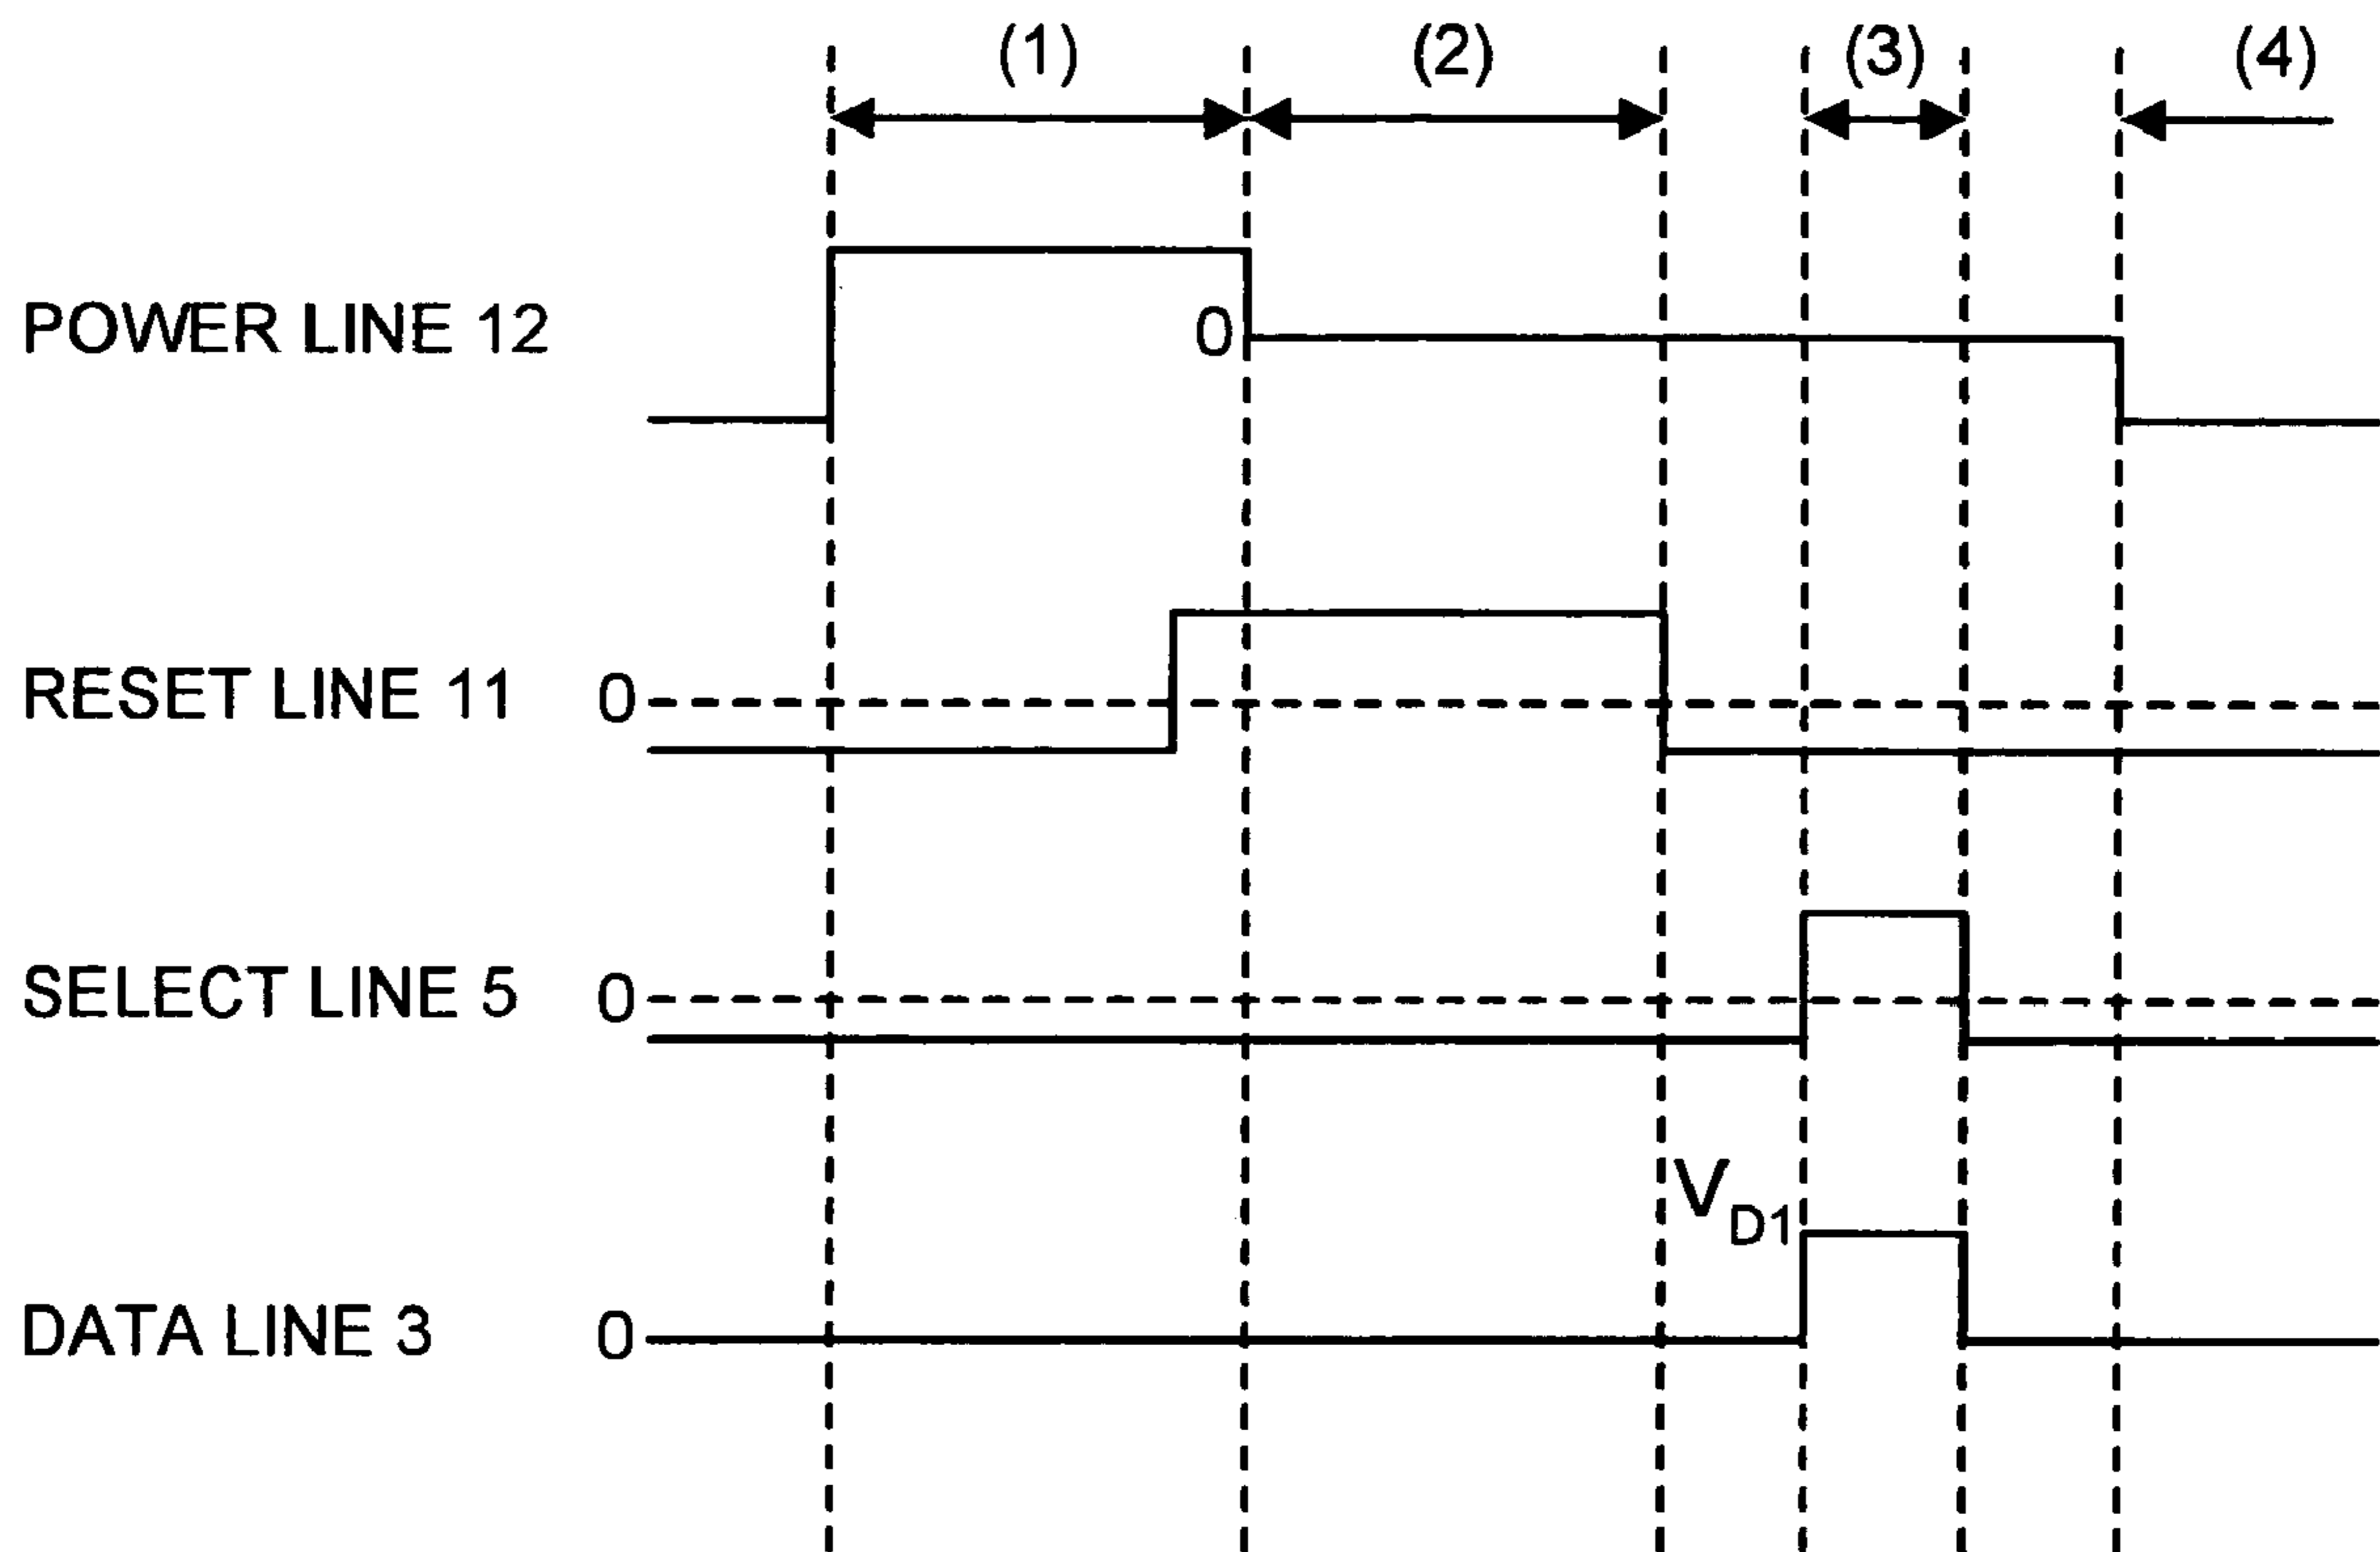 (1) (2) (3) (4)
POWER LINE 12
0
RESET LINE 11 0
SELECT LINE 5 0
VD1
DATA LINE 3 0